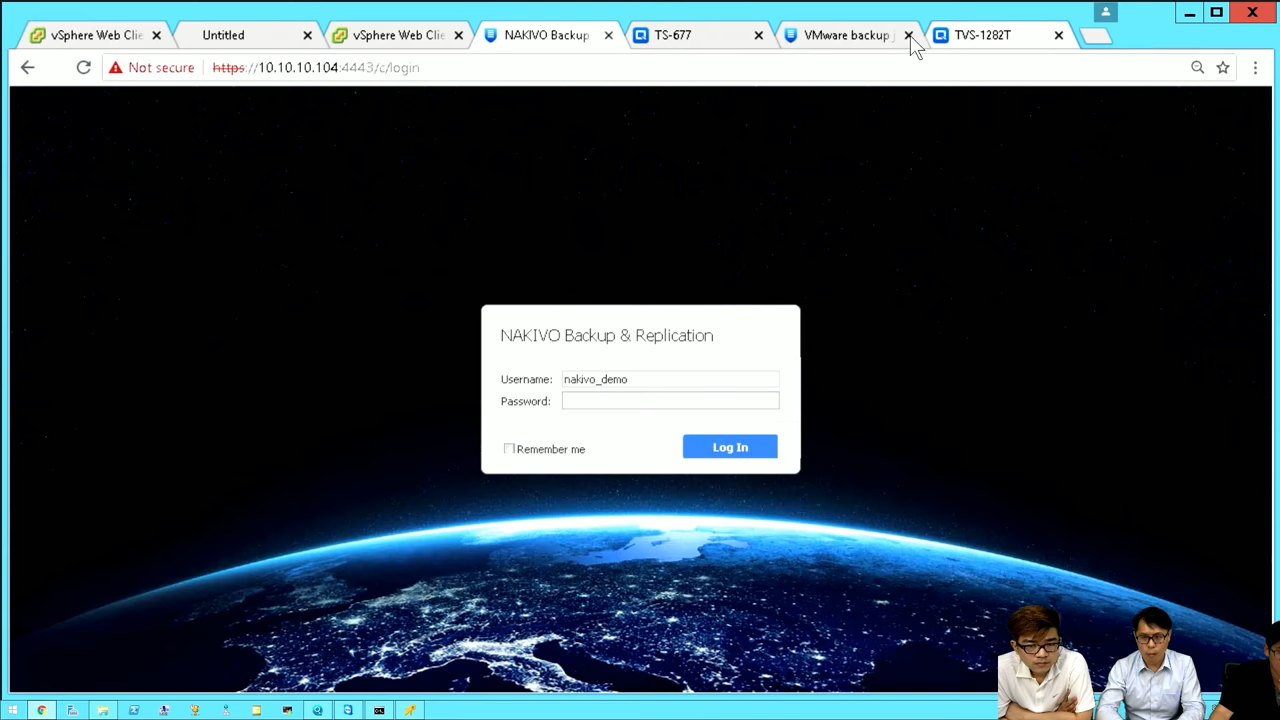 vSphere Web Clie
Untitled
vSphere Web Clie
NAKIVO Backup
TS-677
VMware backup
TVS-1282T
Not secure
https://10.10.10.104:4443/c/login
NAKIVO Backup & Replication
Username: nakivo_demo
Password:
Remember me
Log In